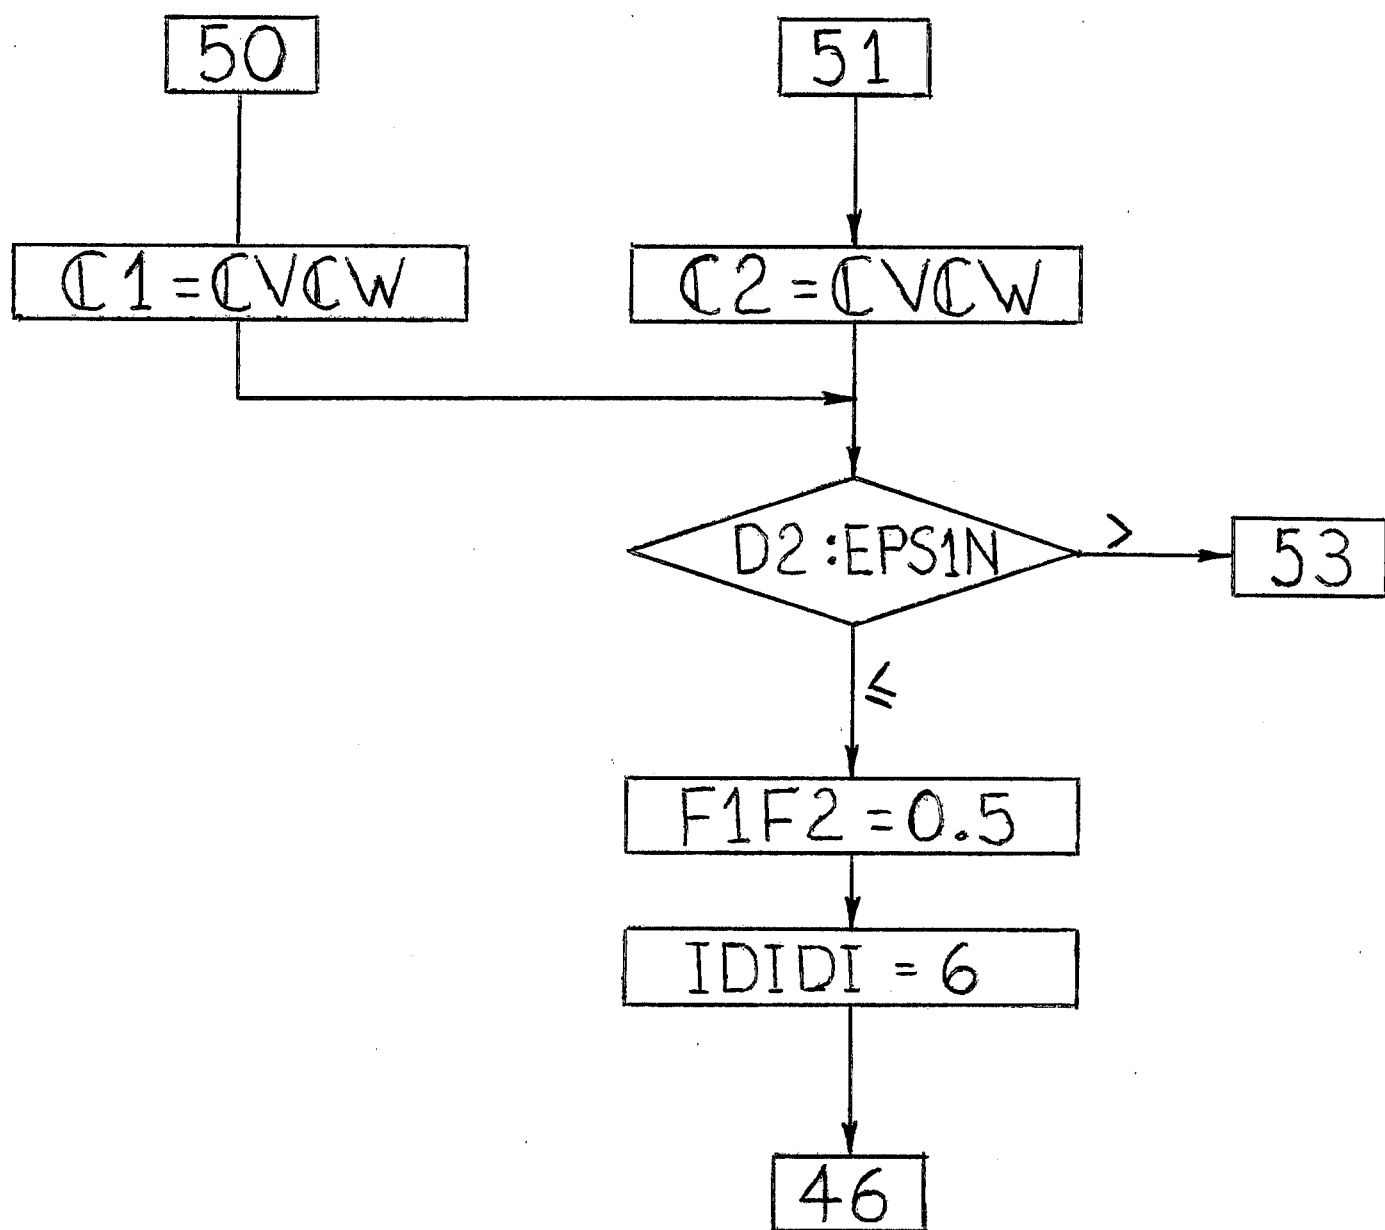 50
51
ℂ1 = ℂVℂW
ℂ2 = ℂVℂW
D2 : EPS1N
>
53
≤
F1F2 = 0.5
IDIDI = 6
46